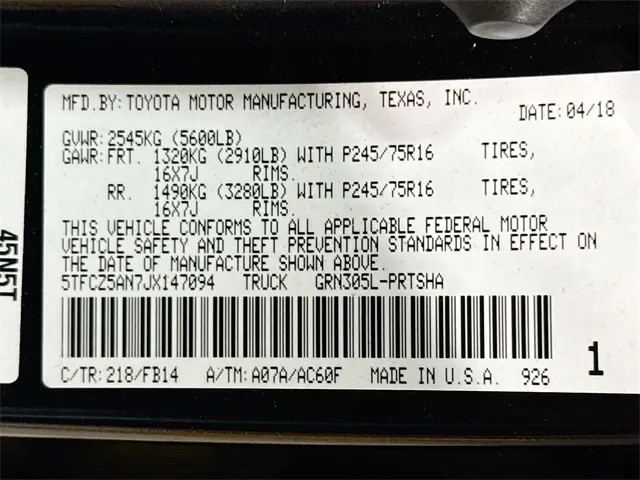 MFD.BY:TOYOTA MOTOR MANUFACTURING, TEXAS, INC.
DATE:04/18
GVWR:2545KG (5600LB)
GAWR:FRT. 1320KG (2910LB) WITH P245/75R16 TIRES,
16X7J RIMS.
RR. 1490KG (3280LB) WITH P245/75R16 TIRES,
16X7J RIMS.
THIS VEHICLE CONFORMS TO ALL APPLICABLE FEDERAL MOTOR
VEHICLE SAFETY AND THEFT PREVENTION STANDARDS IN EFFECT ON
THE DATE OF MANUFACTURE SHOWN ABOVE.
5TFCZ5AN7JX147094 TRUCK GRN305L-PRTSHA
C/TR:218/FB14 A/TM:A07A/AC60F MADE IN U.S.A. 926
1
45N5T